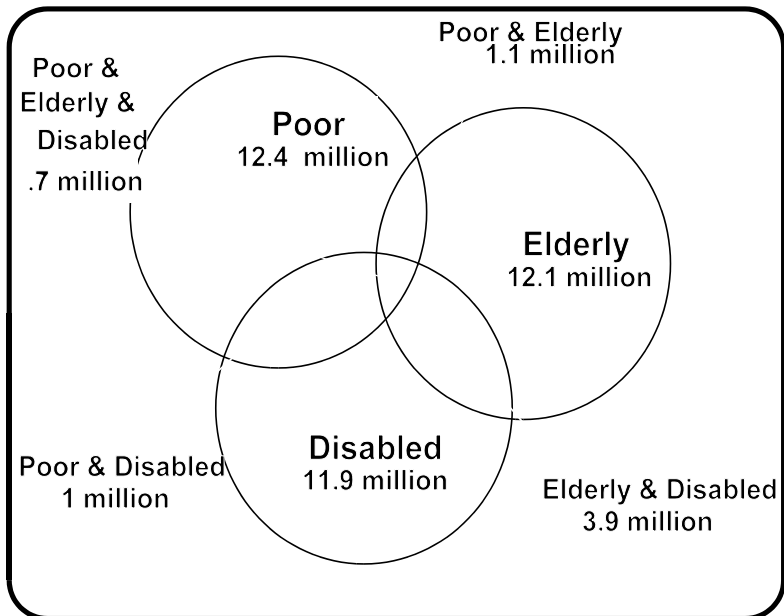 Poor & Elderly
1.1 million
Poor &
Elderly &
Disabled
.7 million
Poor
12.4 million
Elderly
12.1 million
Disabled
11.9 million
Poor & Disabled
1 million
Elderly & Disabled
3.9 million